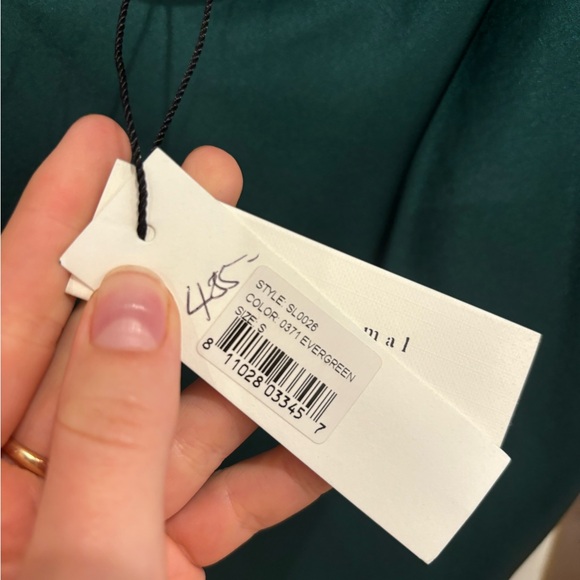 485-
STYLE: SL0026
COLOR: 0371 EVERGREEN
SIZE: S
8 11028 03345 7
mal